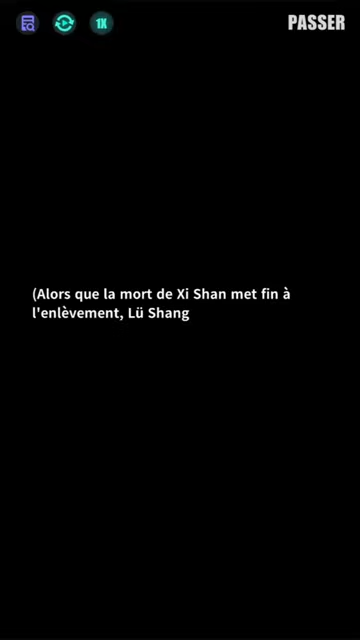 1X
PASSER
(Alors que la mort de Xi Shan met fin à
l'enlèvement, Lü Shang